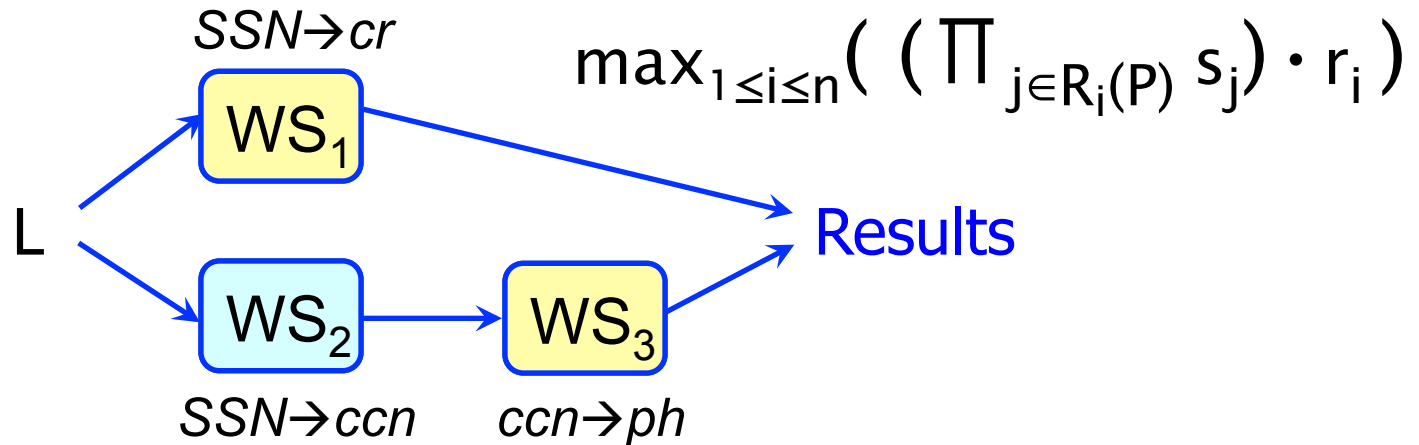 SSN→cr
max₁≤i≤n( ( ∏ j∈Rᵢ(P) sⱼ) · rᵢ )
WS₁
L
Results
WS₂
WS₃
SSN→ccn
ccn→ph